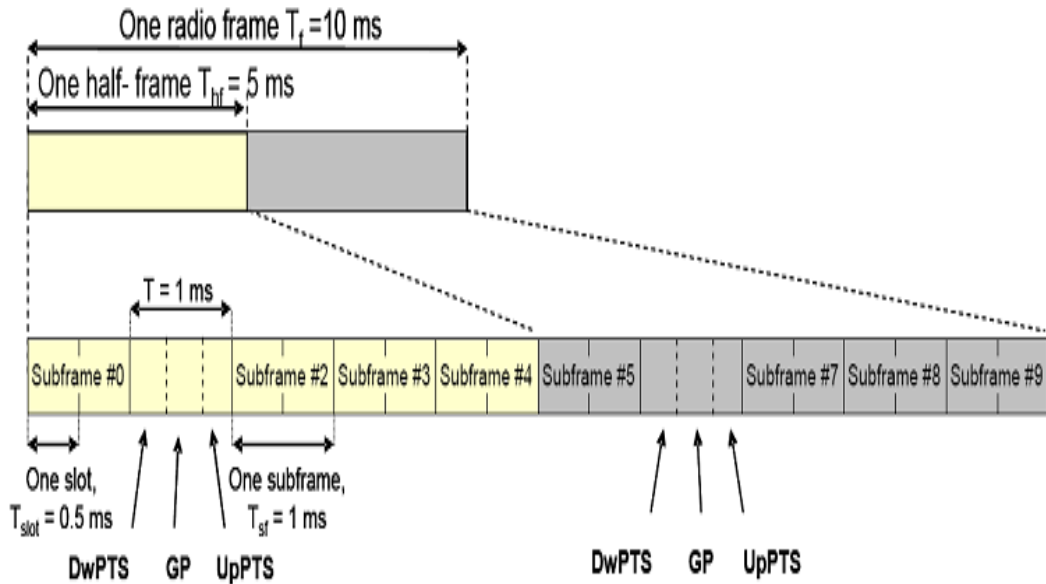 One radio frame T_f =10 ms
One half- frame T_hf = 5 ms
T = 1 ms
Subframe #0 Subframe #2 Subframe #3 Subframe #4 Subframe #5 Subframe #7 Subframe #8 Subframe #9
One slot,
T_slot = 0.5 ms
One subframe,
T_sf = 1 ms
DwPTS GP UpPTS
DwPTS GP UpPTS